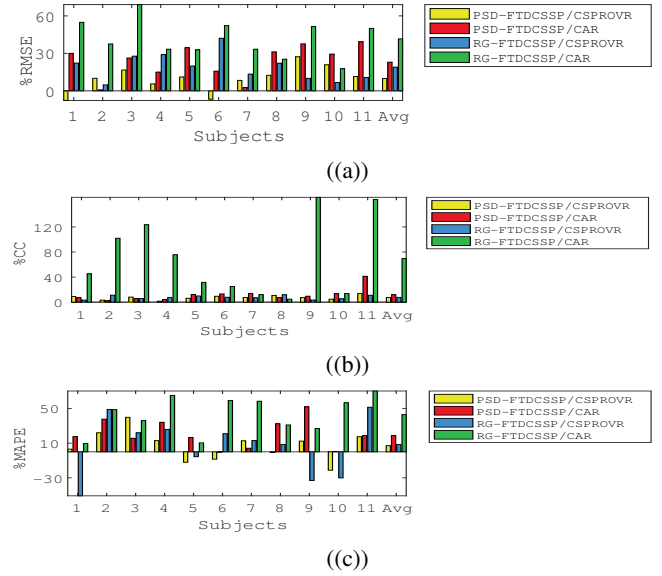 60
30
0
%RMSE
1 2 3 4 5 6 7 8 9 10 11 Avg
Subjects
PSD-FTDCSSP/CSPROVR
PSD-FTDCSSP/CAR
RG-FTDCSSP/CSPROVR
RG-FTDCSSP/CAR
((a))
120
80
40
0
%CC
1 2 3 4 5 6 7 8 9 10 11 Avg
Subjects
PSD-FTDCSSP/CSPROVR
PSD-FTDCSSP/CAR
RG-FTDCSSP/CSPROVR
RG-FTDCSSP/CAR
((b))
50
10
-30
%MAPE
1 2 3 4 5 6 7 8 9 10 11 Avg
Subjects
PSD-FTDCSSP/CSPROVR
PSD-FTDCSSP/CAR
RG-FTDCSSP/CSPROVR
RG-FTDCSSP/CAR
((c))